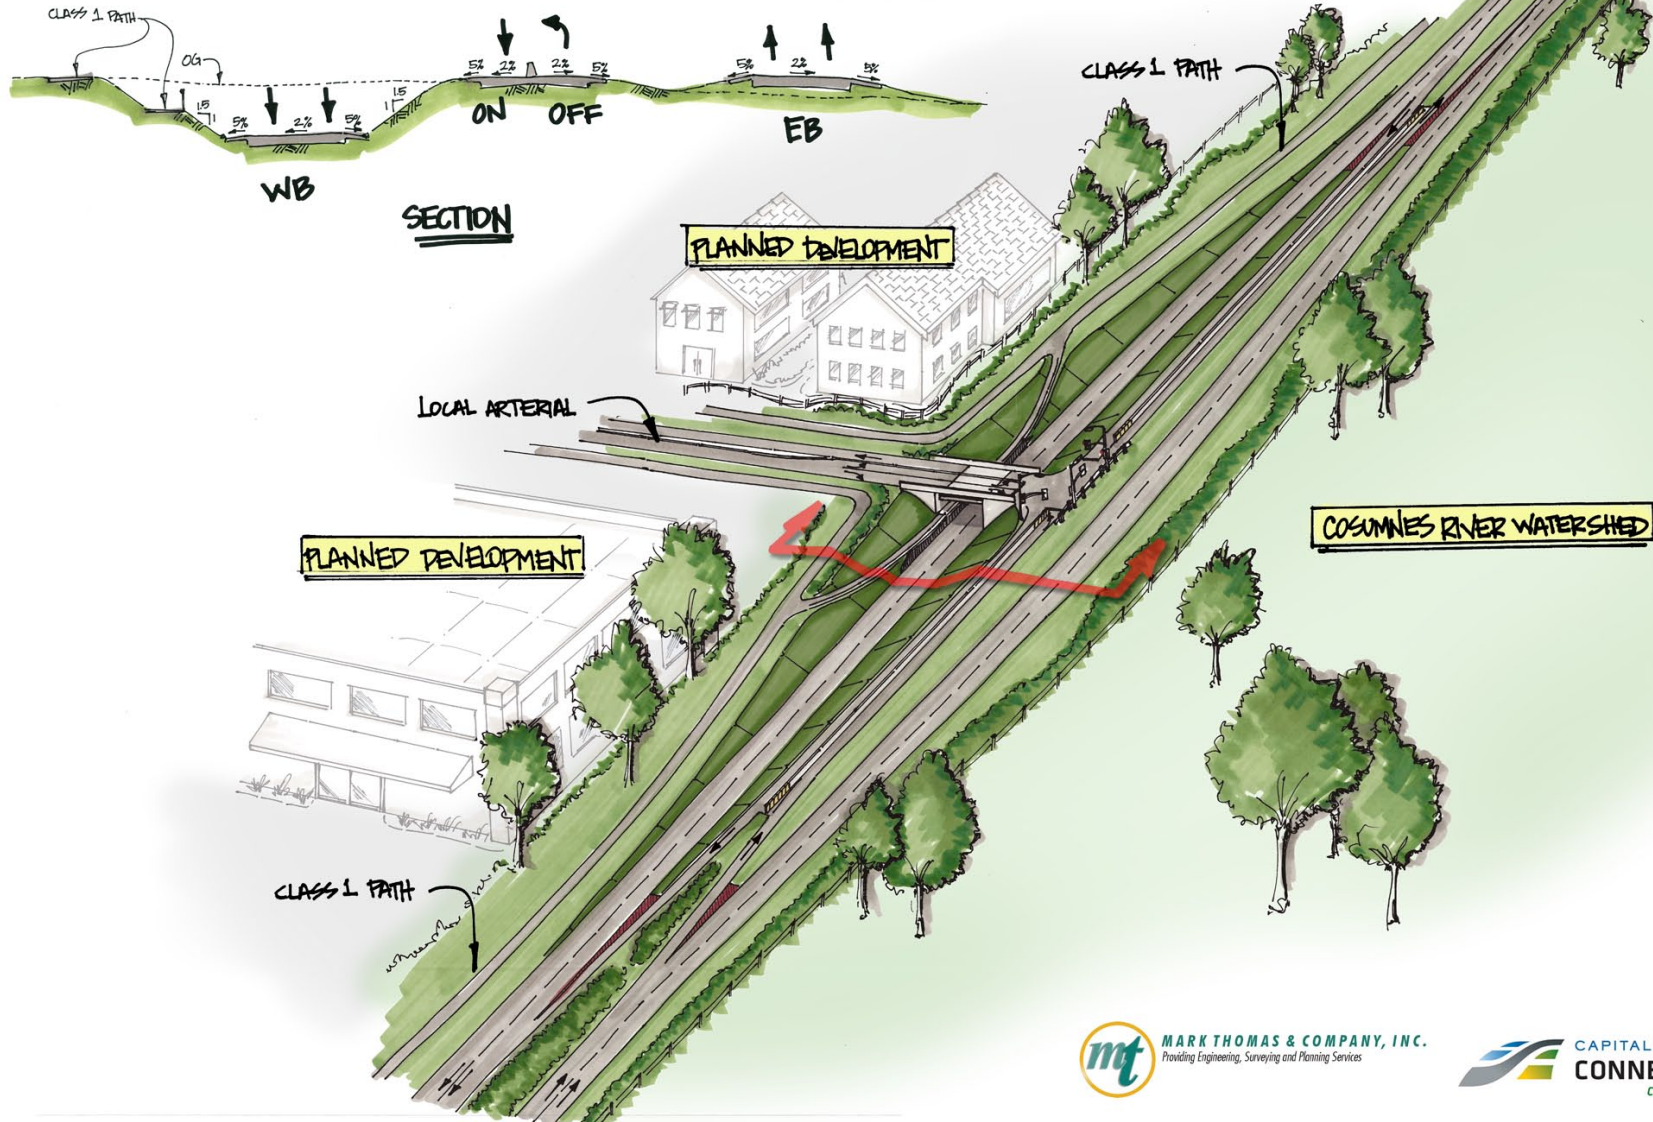 CLASS 1 PATH
OG
1.5
1
1.5
1
5%
2%
5%
WB
5%
2%
2%
5%
ON
OFF
5%
2%
5%
EB
SECTION
CLASS 1 PATH
PLANNED DEVELOPMENT
LOCAL ARTERIAL
PLANNED DEVELOPMENT
COSUMNES RIVER WATERSHED
CLASS 1 PATH
mt
MARK THOMAS & COMPANY, INC.
Providing Engineering, Surveying and Planning Services
CAPITAL
CONNE